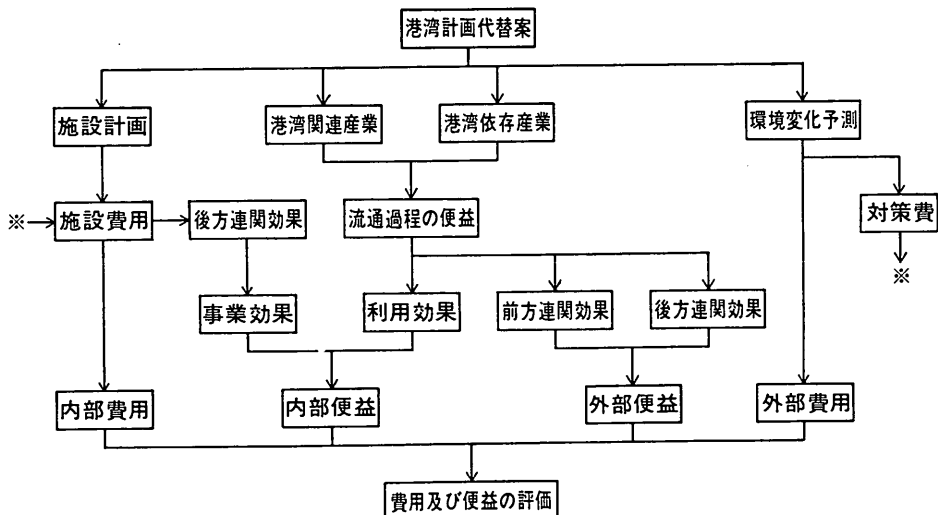 港湾計画代替案
施設計画
港湾関連産業
港湾依存産業
環境変化予測
※
施設費用
後方連関効果
流通過程の便益
対策費
※
事業効果
利用効果
前方連関効果
後方連関効果
内部費用
内部便益
外部便益
外部費用
費用及び便益の評価